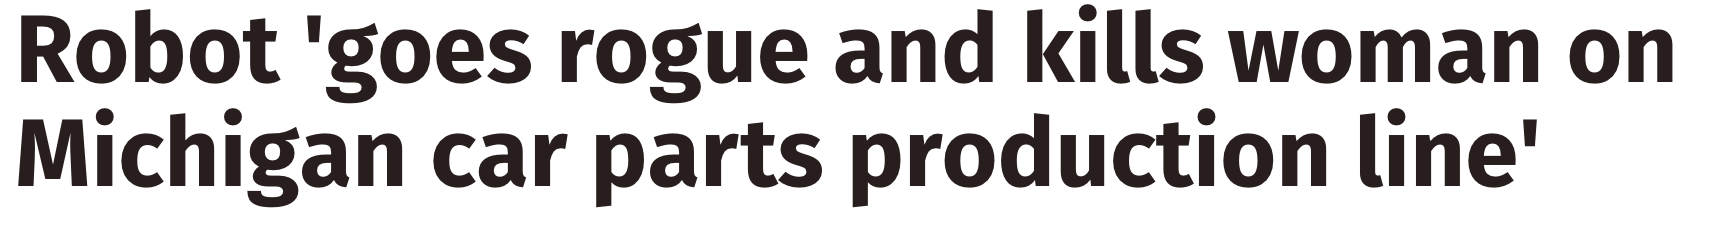 Robot 'goes rogue and kills woman on
Michigan car parts production line'